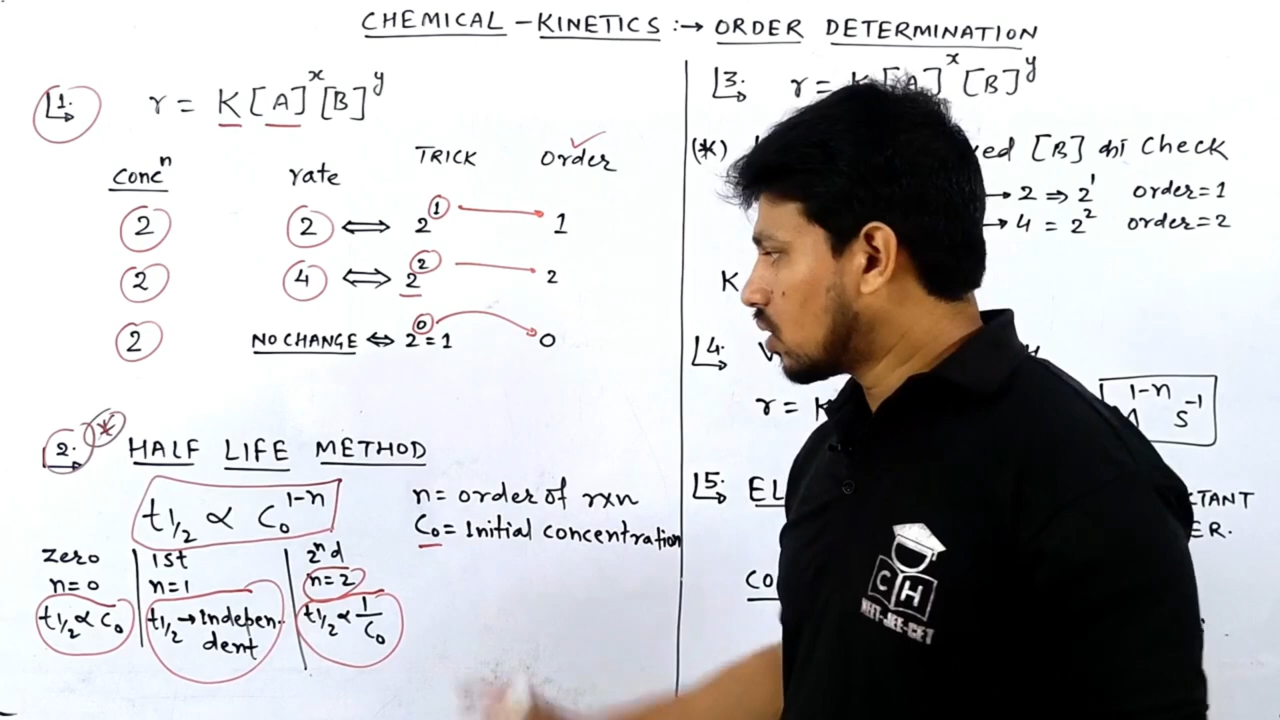 CHEMICAL - KINETICS :→ ORDER DETERMINATION
1. r = K[A]^x[B]^y
Conc^n rate TRICK Order
2 2 ⇔ 2^1 → 1
2 4 ⇔ 2^2 → 2
2 NO CHANGE ⇔ 2^0 = 1 0
2. * HALF LIFE METHOD
t1/2 ∝ C0^1-n
n = order of rxn
C0 = Initial concentration
zero 1st 2nd
n=0 n=1 n=2
t1/2 ∝ C0 t1/2 → Indepen- t1/2 ∝ 1/C0
dent
3. r = K[A]^x[B]^y
(*) [B] का Check
→ 2 ⇒ 2^1 order=1
→ 4 = 2^2 order=2
K
4.
r = K 1-n S^-1
5. EL
CH
NEET-JEE-CET